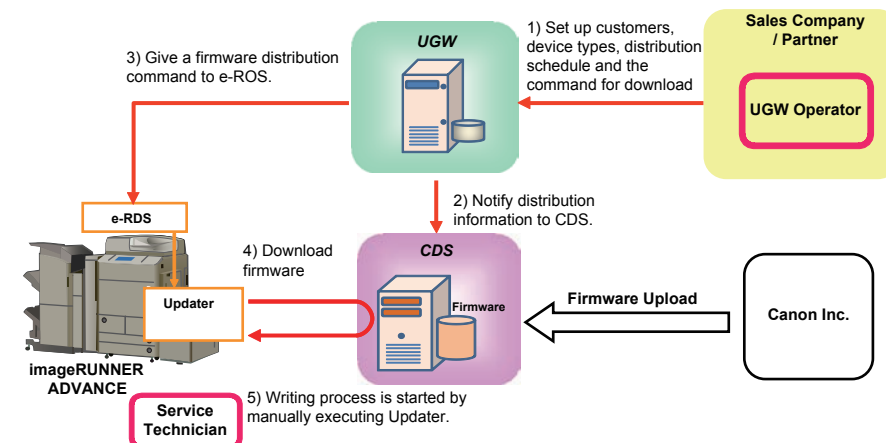 UGW
1) Set up customers,
device types, distribution
schedule and the
command for download
Sales Company
/ Partner
UGW Operator
3) Give a firmware distribution
command to e-ROS.
2) Notify distribution
information to CDS.
e-RDS
4) Download
firmware
Updater
CDS
Firmware
Firmware Upload
Canon Inc.
imageRUNNER
ADVANCE
Service
Technician
5) Writing process is started by
manually executing Updater.